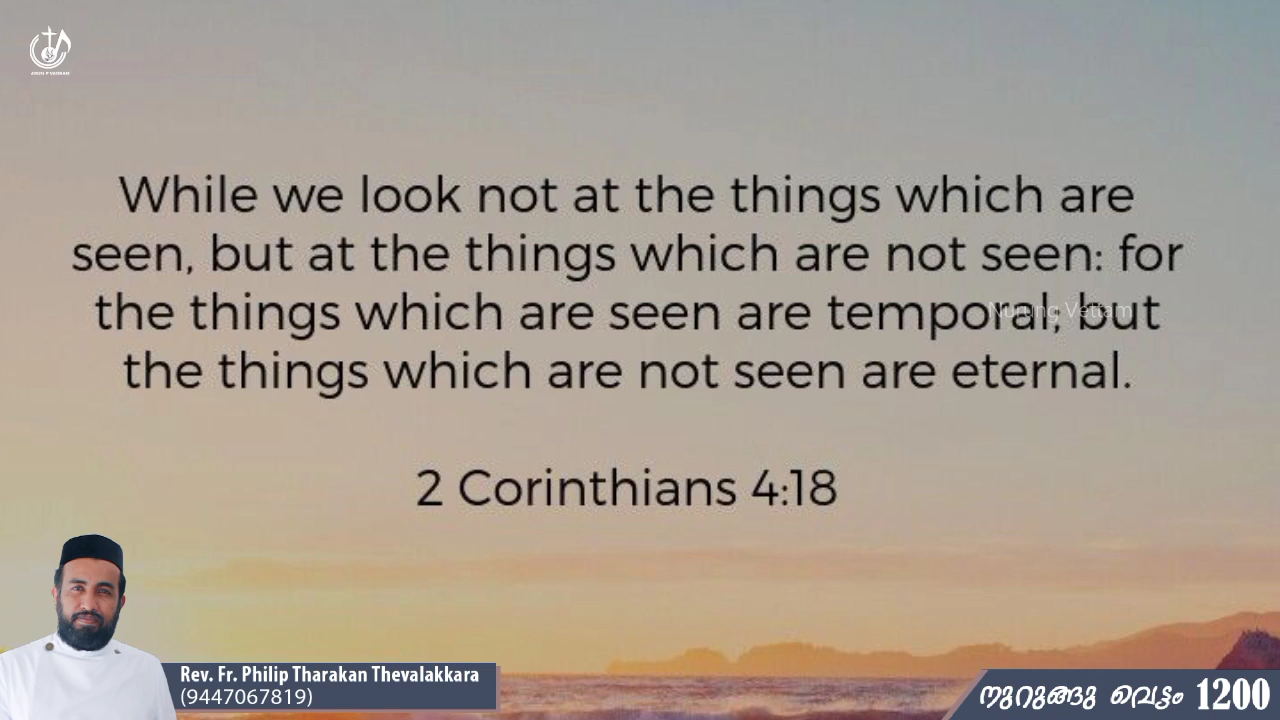 While we look not at the things which are
seen, but at the things which are not seen: for
the things which are seen are temporal; but
the things which are not seen are eternal.
2 Corinthians 4:18
Nurung Vettam
Rev. Fr. Philip Tharakan Thevalakkara
(9447067819)
നുറുങ്ങു വെട്ടം 1200